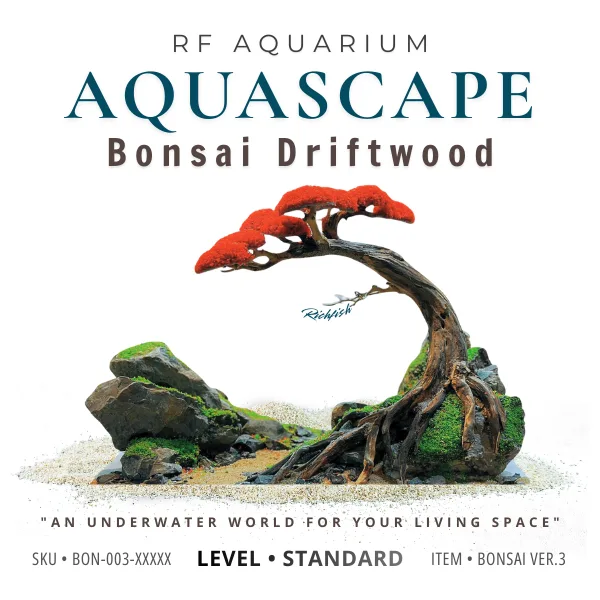 RF AQUARIUM
AQUASCAPE
Bonsai Driftwood
Richfish
"AN UNDERWATER WORLD FOR YOUR LIVING SPACE"
SKU • BON-003-XXXXX LEVEL • STANDARD ITEM • BONSAI VER.3